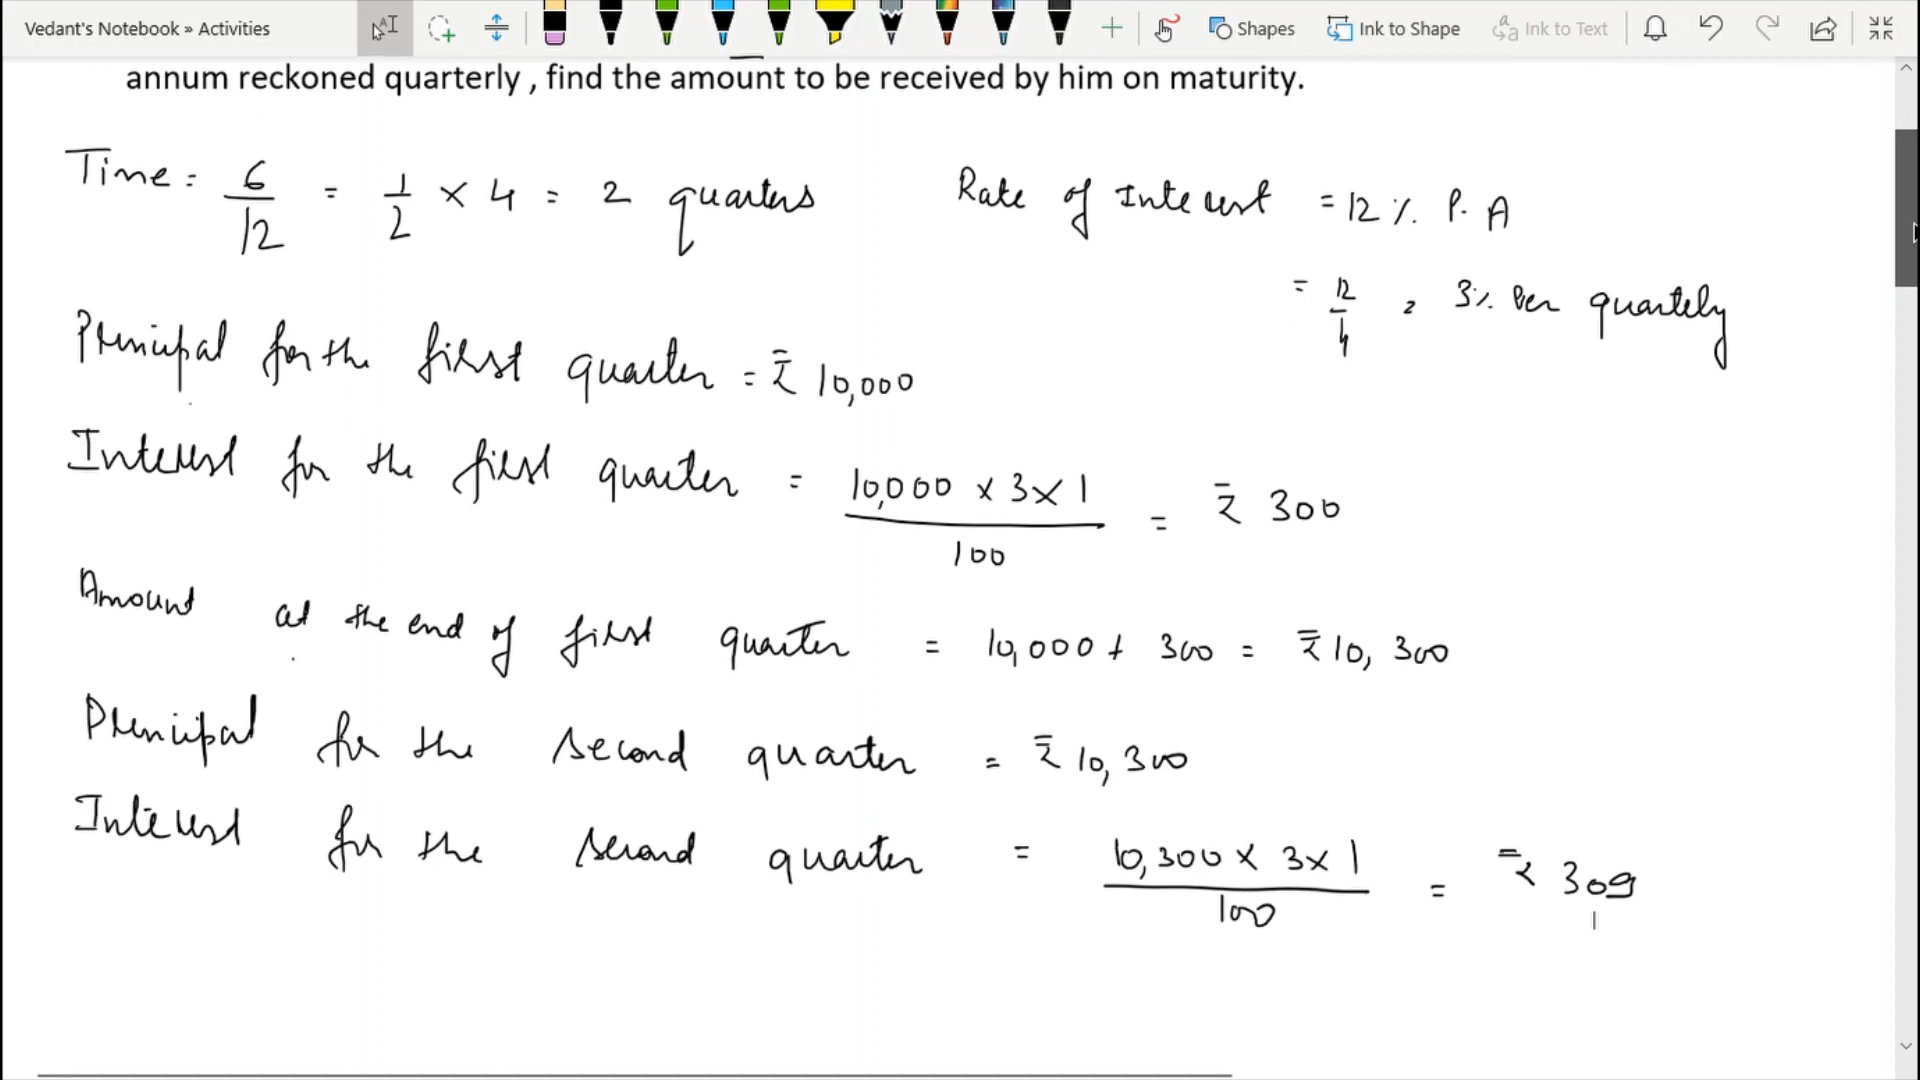 Vedant's Notebook » Activities Shapes Ink to Shape Ink to Text
annum reckoned quarterly , find the amount to be received by him on maturity.
Time = 6/12 = 1/2 × 4 = 2 quarters
Rate of Interest = 12 %. P. A
= 12/4 = 3% per quartely
Principal for the first quarter = ₹ 10,000
Interest for the first quarter = 10,000 × 3 × 1 / 100 = ₹ 300
Amount at the end of first quarter = 10,000 + 300 = ₹ 10,300
Principal for the second quarter = ₹ 10,300
Interest for the second quarter = 10,300 × 3 × 1 / 100 = ₹ 309